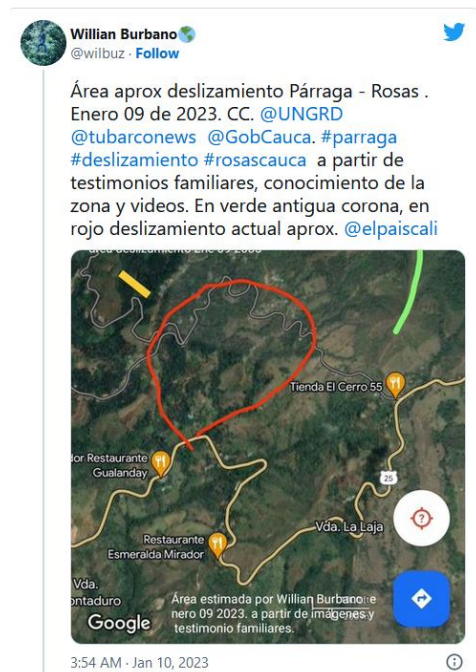 Willian Burbano
@wilbuz · Follow
Área aprox deslizamiento Párraga - Rosas .
Enero 09 de 2023. CC. @UNGRD
@tubarconews @GobCauca. #parraga
#deslizamiento #rosascauca a partir de
testimonios familiares, conocimiento de la
zona y videos. En verde antigua corona, en
rojo deslizamiento actual aprox. @elpaiscali
Tienda El Cerro 55
dor Restaurante
Gualanday
25
Vda. La Laja
Restaurante
Esmeralda Mirador
Vda.
ontaduro
Google
Área estimada por Willian Burbano e
nero 09 2023. a partir de imágenes y
testimonio familiares.
3:54 AM · Jan 10, 2023